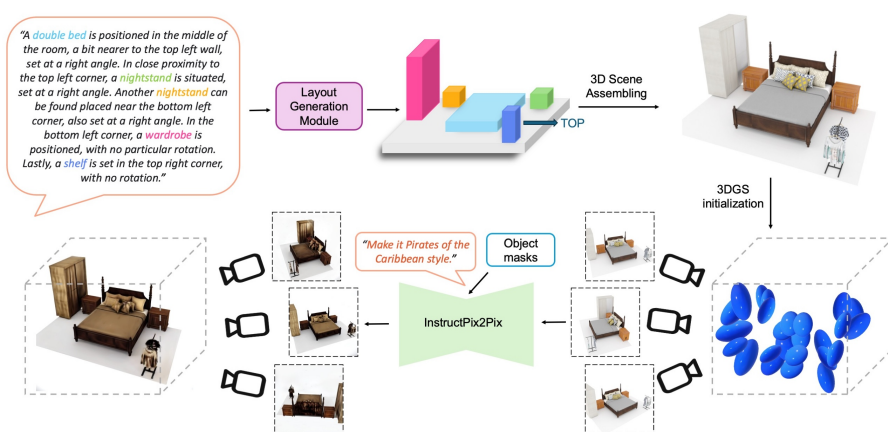 “A double bed is positioned in the middle of
the room, a bit nearer to the top left wall,
set at a right angle. In close proximity to
the top left corner, a nightstand is situated,
set at a right angle. Another nightstand can
be found placed near the bottom left
corner, also set at a right angle. In the
bottom left corner, a wardrobe is
positioned, with no particular rotation.
Lastly, a shelf is set in the top right corner,
with no rotation.”
Layout
Generation
Module
TOP
3D Scene
Assembling
3DGS
initialization
“Make it Pirates of the
Caribbean style.”
Object
masks
InstructPix2Pix